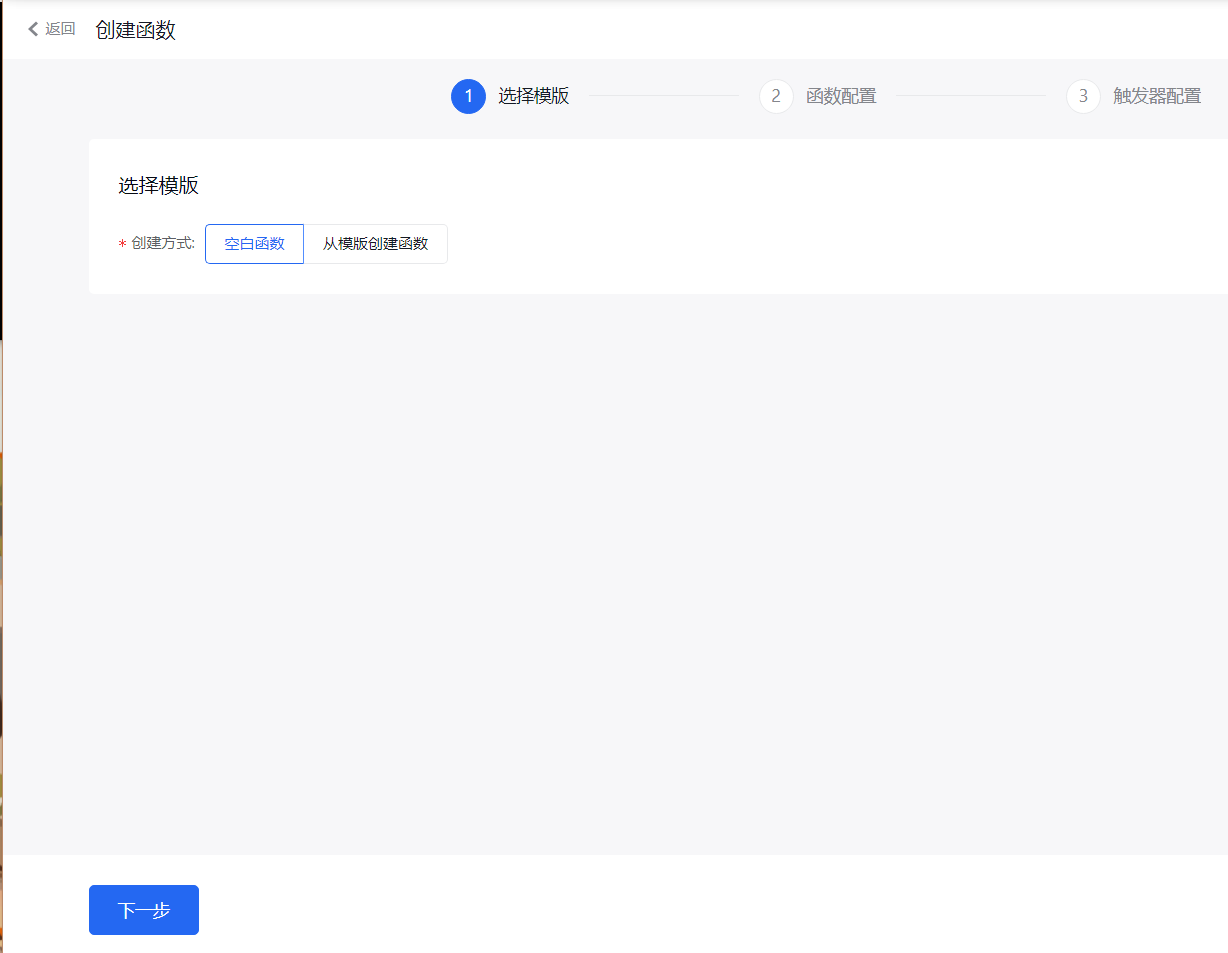 返回 创建函数
1 选择模版 2 函数配置 3 触发器配置
选择模版
* 创建方式: 空白函数 从模版创建函数
下一步